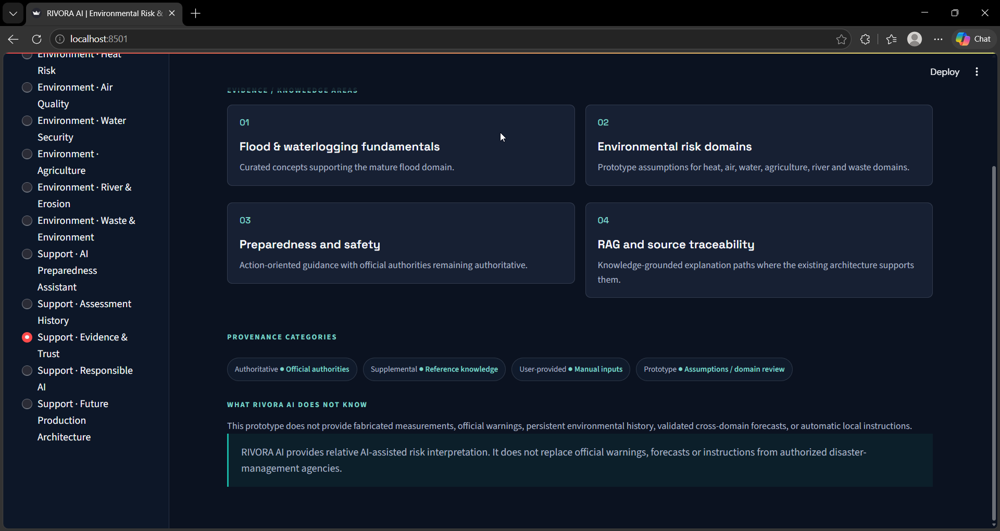 RIVORA AI | Environmental Risk &
localhost:8501
Chat
Deploy
Environment · Heat
Risk
Environment · Air
Quality
Environment · Water
Security
Environment ·
Agriculture
Environment · River &
Erosion
Environment · Waste &
Environment
Support · AI
Preparedness
Assistant
Support · Assessment
History
Support · Evidence &
Trust
Support · Responsible
AI
Support · Future
Production
Architecture
EVIDENCE / KNOWLEDGE AREAS
01
Flood & waterlogging fundamentals
Curated concepts supporting the mature flood domain.
02
Environmental risk domains
Prototype assumptions for heat, air, water, agriculture, river and waste domains.
03
Preparedness and safety
Action-oriented guidance with official authorities remaining authoritative.
04
RAG and source traceability
Knowledge-grounded explanation paths where the existing architecture supports
them.
PROVENANCE CATEGORIES
Authoritative ● Official authorities
Supplemental ● Reference knowledge
User-provided ● Manual inputs
Prototype ● Assumptions / domain review
WHAT RIVORA AI DOES NOT KNOW
This prototype does not provide fabricated measurements, official warnings, persistent environmental history, validated cross-domain forecasts, or automatic local instructions.
RIVORA AI provides relative AI-assisted risk interpretation. It does not replace official warnings, forecasts or instructions from authorized disaster-
management agencies.